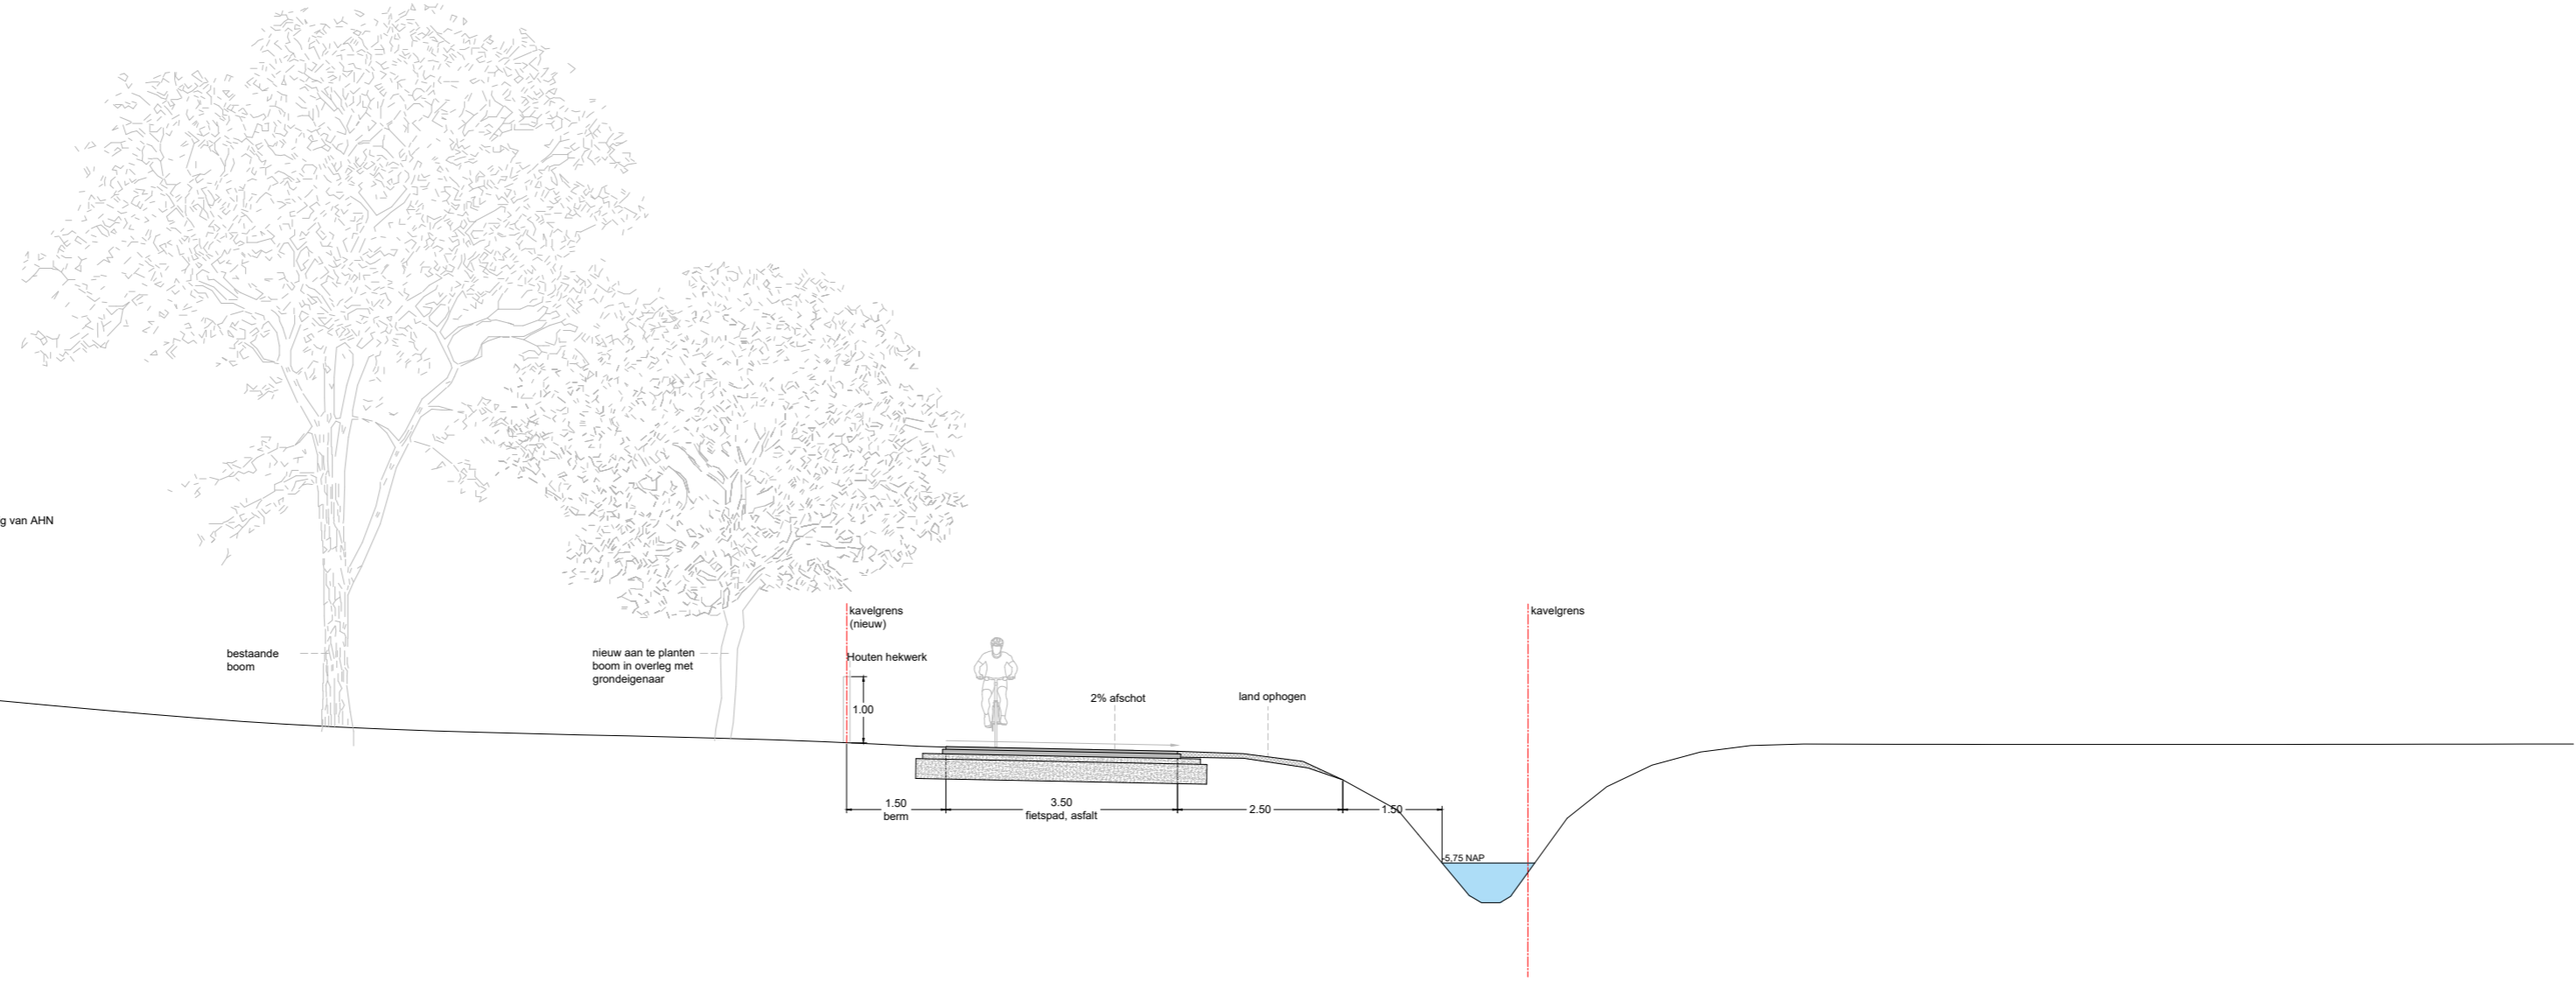 g van AHN
bestaande
boom
nieuw aan te planten
boom in overleg met
grondeigenaar
kavelgrens
(nieuw)
Houten hekwerk
1.00
2% afschot
land ophogen
kavelgrens
1.50
berm
3.50
fietspad, asfalt
2.50
1.50
-5,75 NAP